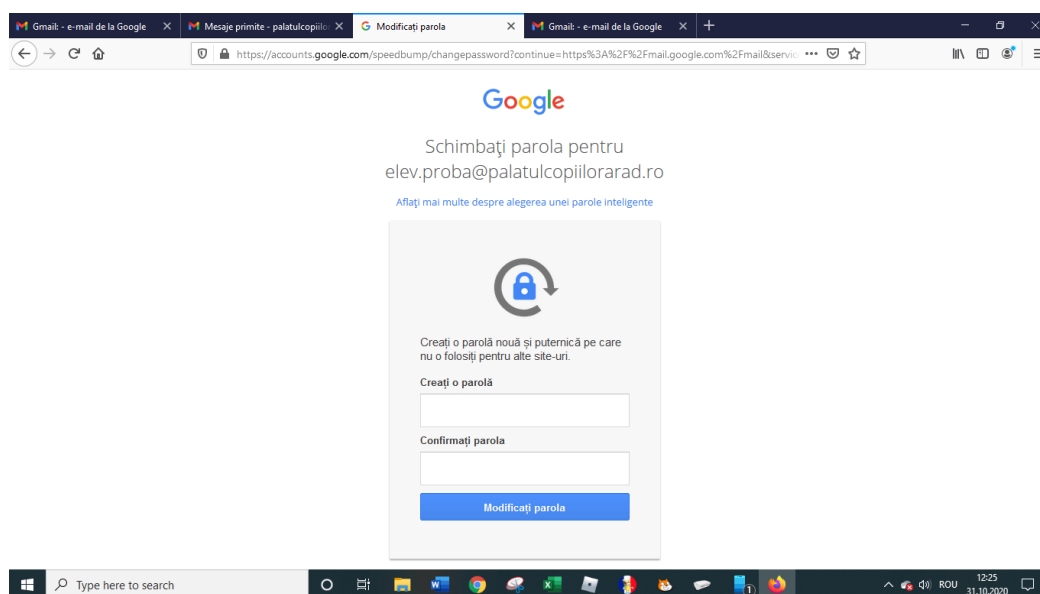 Gmail: - e-mail de la Google
Mesaje primite - palatulcopiilo
Modificați parola
Gmail: - e-mail de la Google
https://accounts.google.com/speedbump/changepassword?continue=https%3A%2F%2Fmail.google.com%2Fmail&servic
Google
Schimbați parola pentru
elev.proba@palatulcopiilorarad.ro
Aflați mai multe despre alegerea unei parole inteligente
Creați o parolă nouă și puternică pe care
nu o folosiți pentru alte site-uri.
Creați o parolă
Confirmați parola
Modificați parola
Type here to search
ROU
12:25
31.10.2020